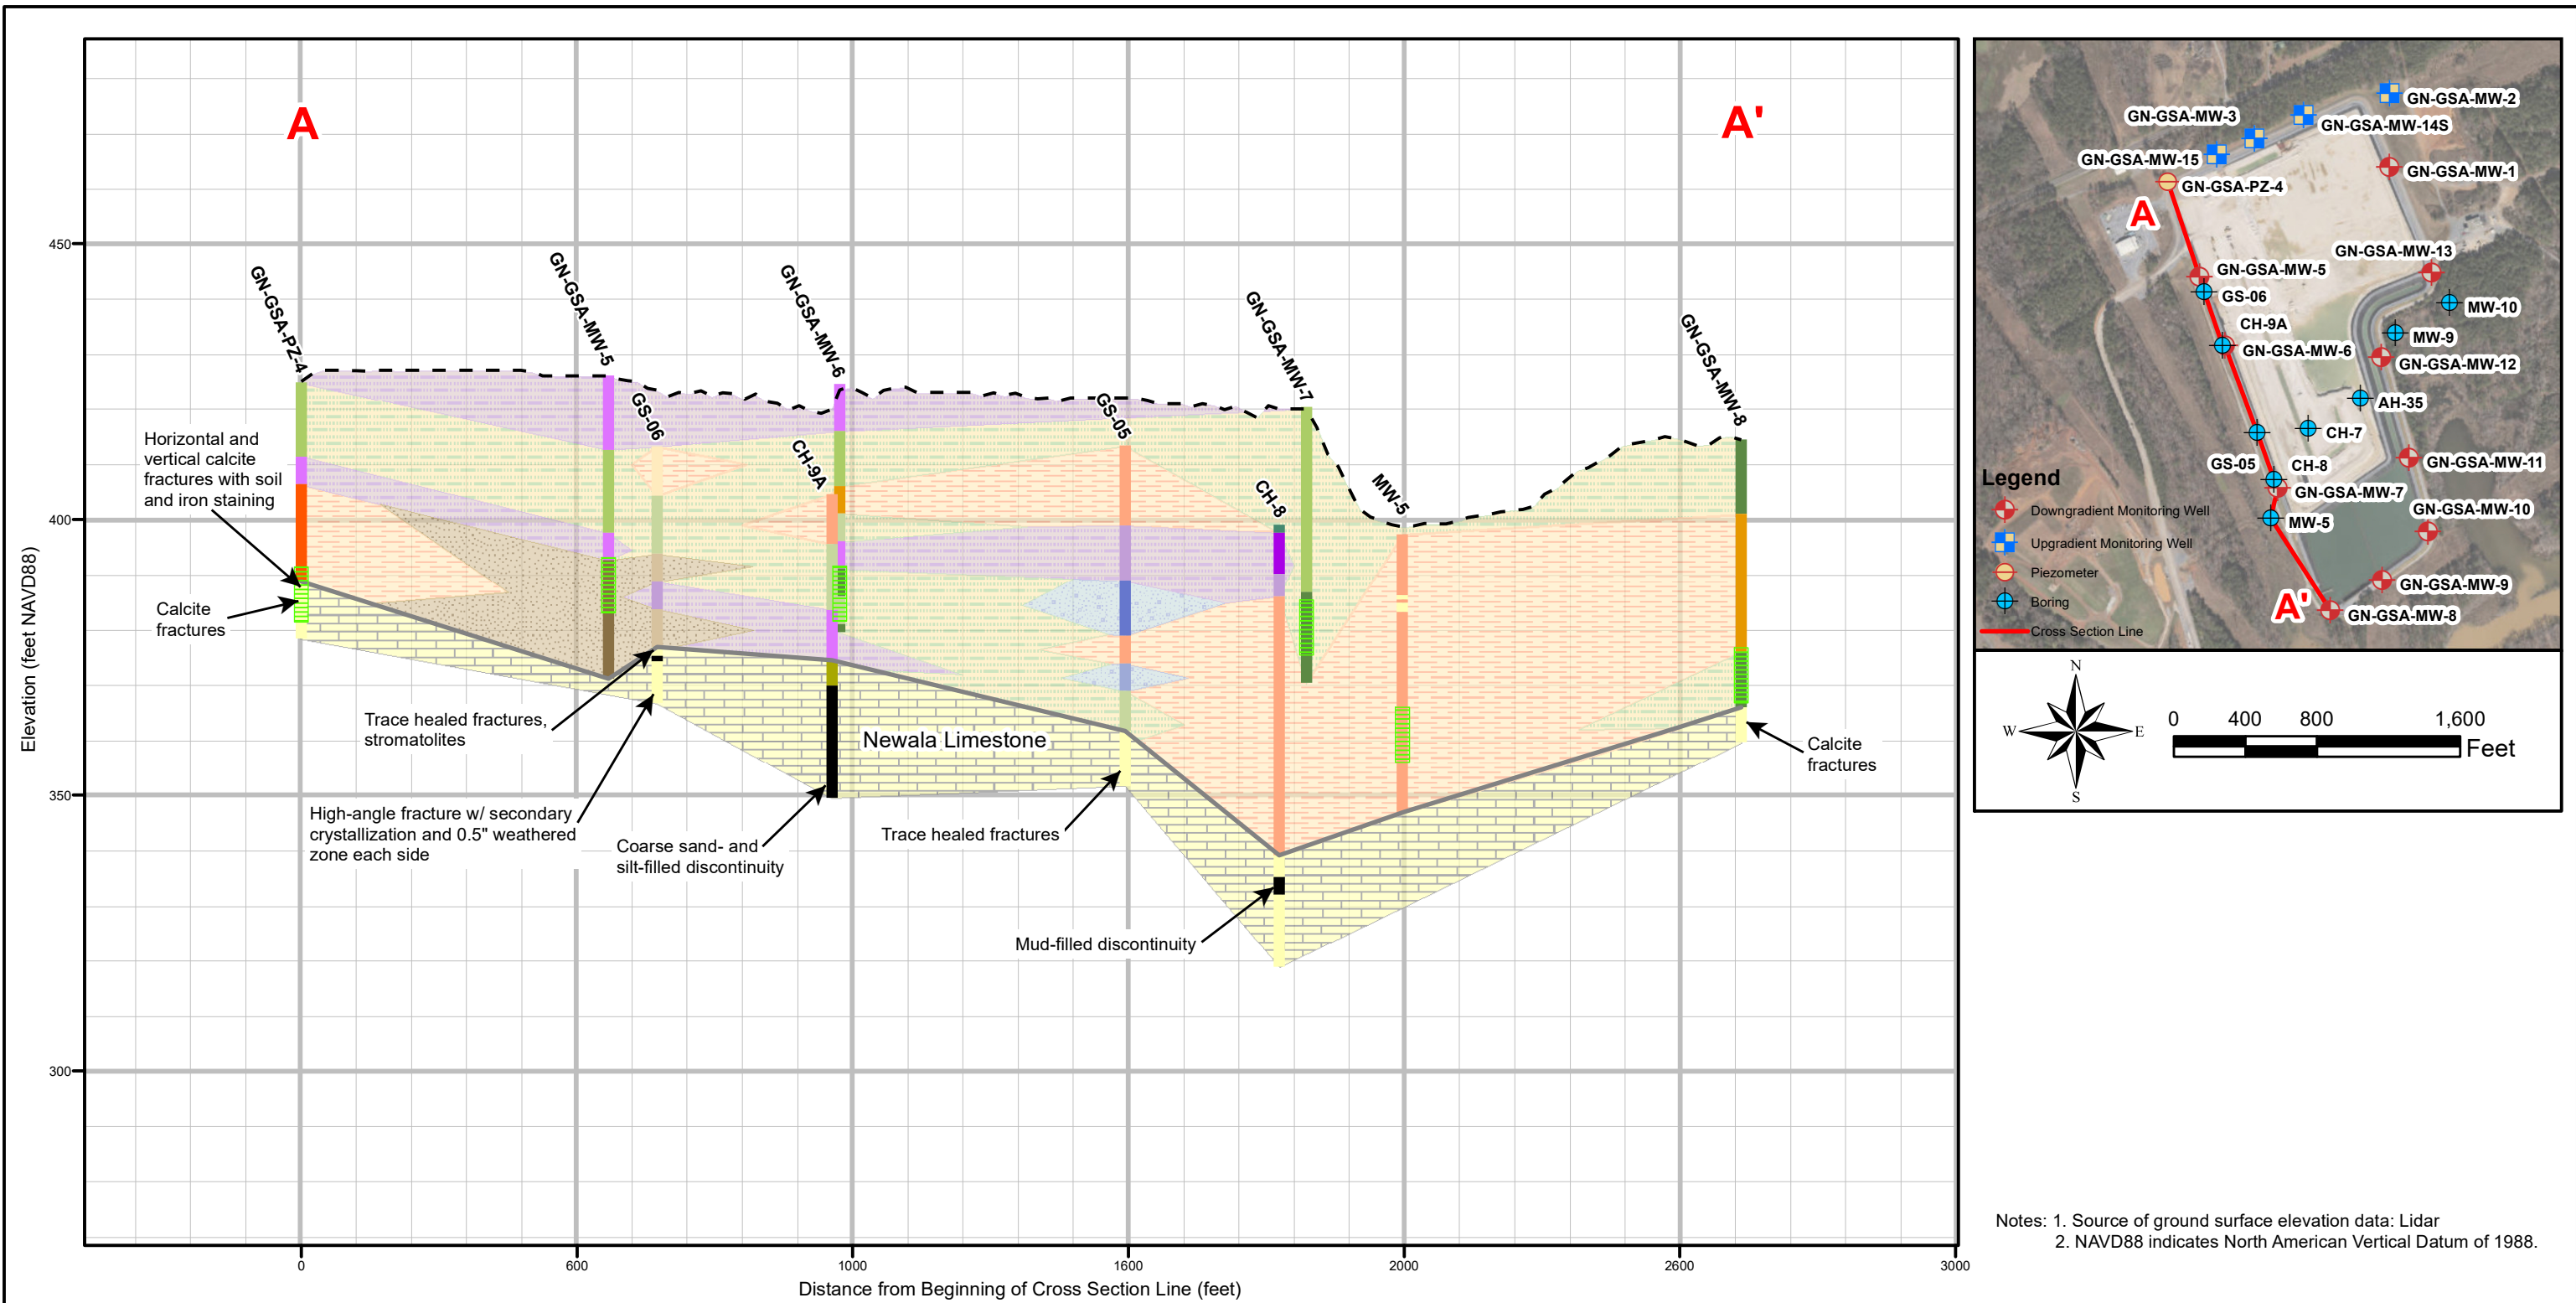 A
A'
450
400
350
300
Elevation (feet NAVD88)
GN-GSA-PZ-4
GN-GSA-MW-5
GS-06
GN-GSA-MW-6
CH-9A
GS-05
GN-GSA-MW-7
CH-8
MW-5
GN-GSA-MW-8
Horizontal and
vertical calcite
fractures with soil
and iron staining
Calcite
fractures
Trace healed fractures,
stromatolites
High-angle fracture w/ secondary
crystallization and 0.5" weathered
zone each side
Coarse sand- and
silt-filled discontinuity
Newala Limestone
Trace healed fractures
Mud-filled discontinuity
Calcite
fractures
0
600
1000
1600
2000
2600
3000
Distance from Beginning of Cross Section Line (feet)
GN-GSA-MW-2
GN-GSA-MW-3
GN-GSA-MW-14S
GN-GSA-MW-15
GN-GSA-MW-1
GN-GSA-PZ-4
A
GN-GSA-MW-13
GN-GSA-MW-5
GS-06
MW-10
CH-9A
MW-9
GN-GSA-MW-6
GN-GSA-MW-12
AH-35
CH-7
GS-05
CH-8
GN-GSA-MW-11
GN-GSA-MW-7
GN-GSA-MW-10
MW-5
GN-GSA-MW-9
A'
GN-GSA-MW-8
Legend
Downgradient Monitoring Well
Upgradient Monitoring Well
Piezometer
Boring
Cross Section Line
N
W
E
S
0 400 800 1,600
Feet
Notes: 1. Source of ground surface elevation data: Lidar
2. NAVD88 indicates North American Vertical Datum of 1988.